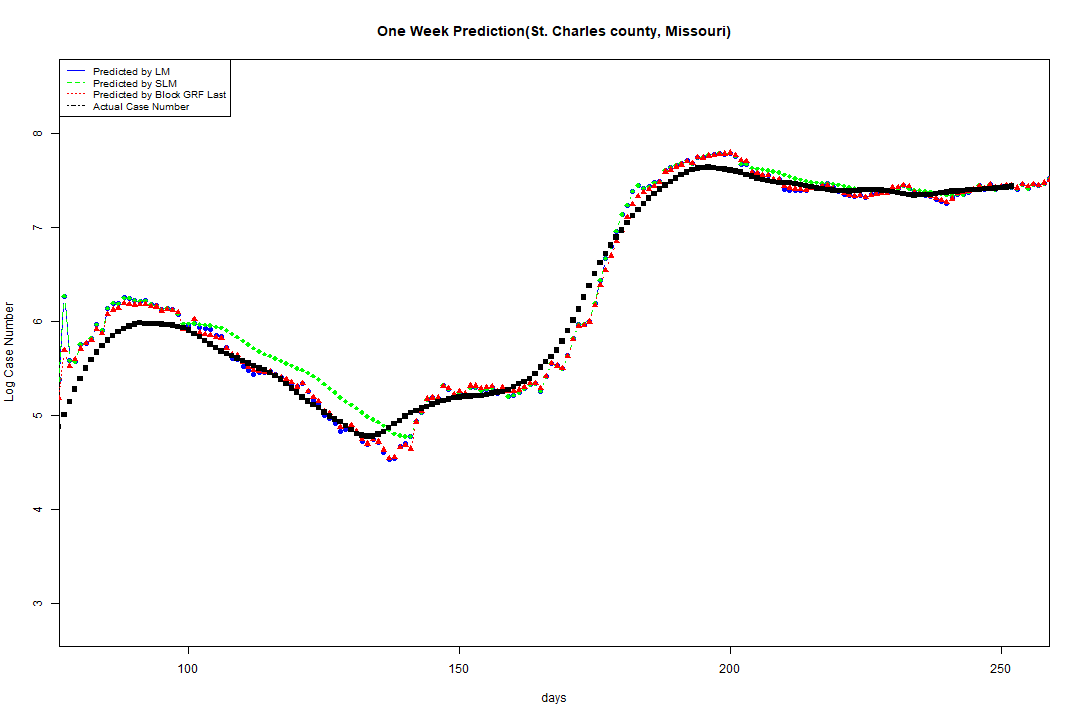 One Week Prediction(St. Charles county, Missouri)
Predicted by LM
Predicted by SLM
Predicted by Block GRF Last
Actual Case Number
8
7
6
5
4
3
Log Case Number
100 150 200 250
days